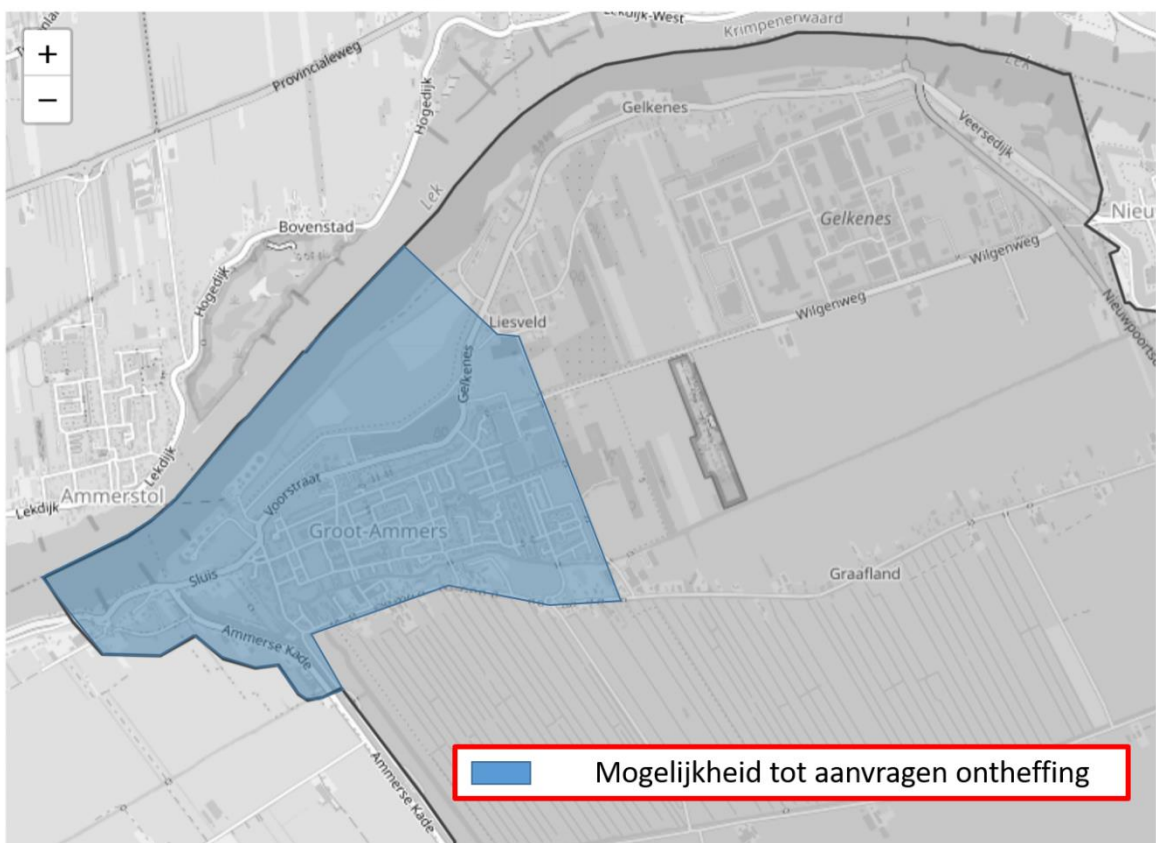 +
−
Lekdijk-West
Krimpenerwaard
Lek
Provincialeweg
Hogedijk
Gelkenes
Veersedijk
Lek
Bovenstad
Gelkenes
Nieu
Wilgenweg
Hogedijk
Wilgenweg
Nieuwpoortse
Liesveld
Gelkenes
Lekdijk
Ammerstol
Lekdijk
Voorstraat
Groot-Ammers
Sluis
Graafland
Ammerse Kade
Ammerse Kade
Mogelijkheid tot aanvragen ontheffing